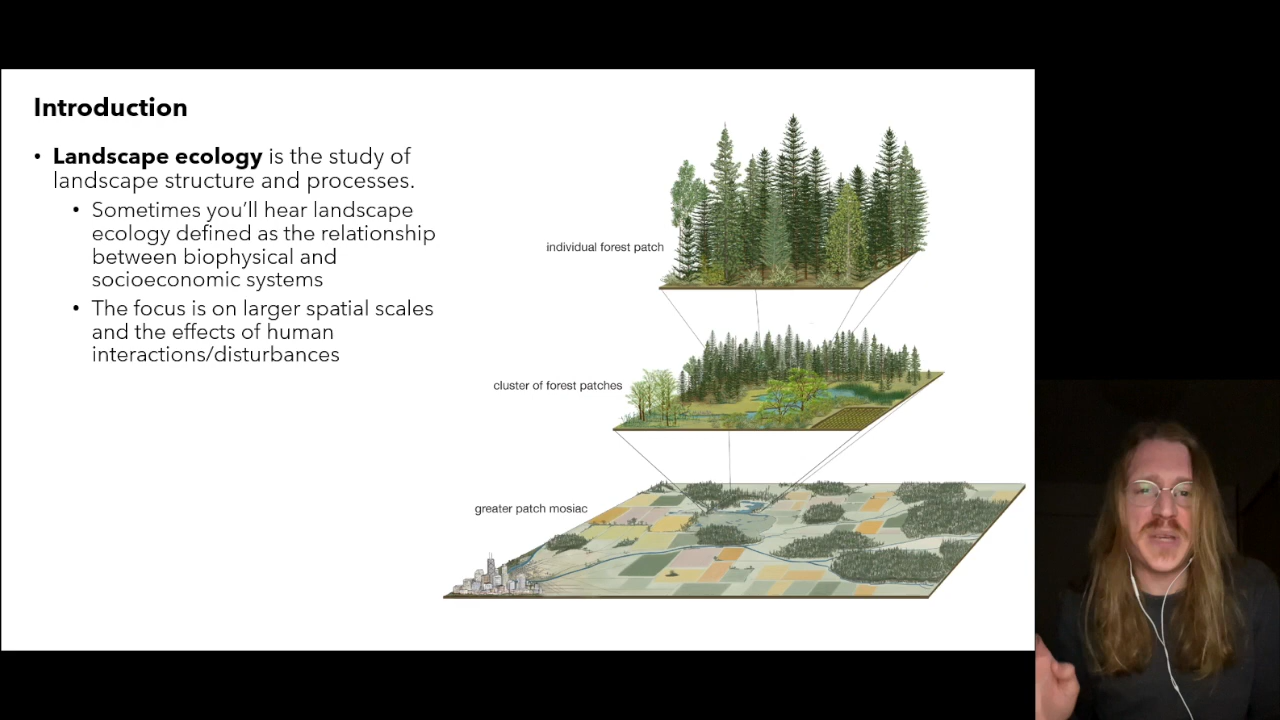 Introduction
• Landscape ecology is the study of
landscape structure and processes.
• Sometimes you’ll hear landscape
ecology defined as the relationship
between biophysical and
socioeconomic systems
• The focus is on larger spatial scales
and the effects of human
interactions/disturbances
individual forest patch
cluster of forest patches
greater patch mosiac